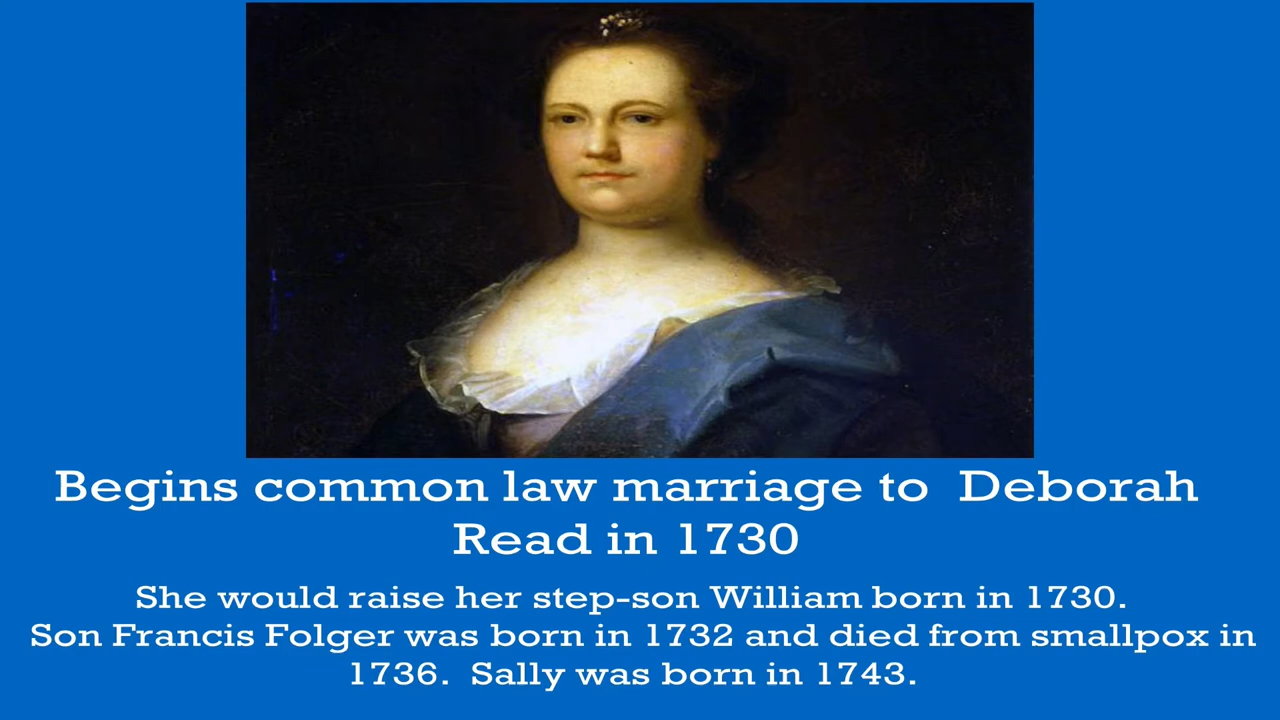 Begins common law marriage to  Deborah
Read in 1730
She would raise her step-son William born in 1730.
Son Francis Folger was born in 1732 and died from smallpox in
1736.  Sally was born in 1743.